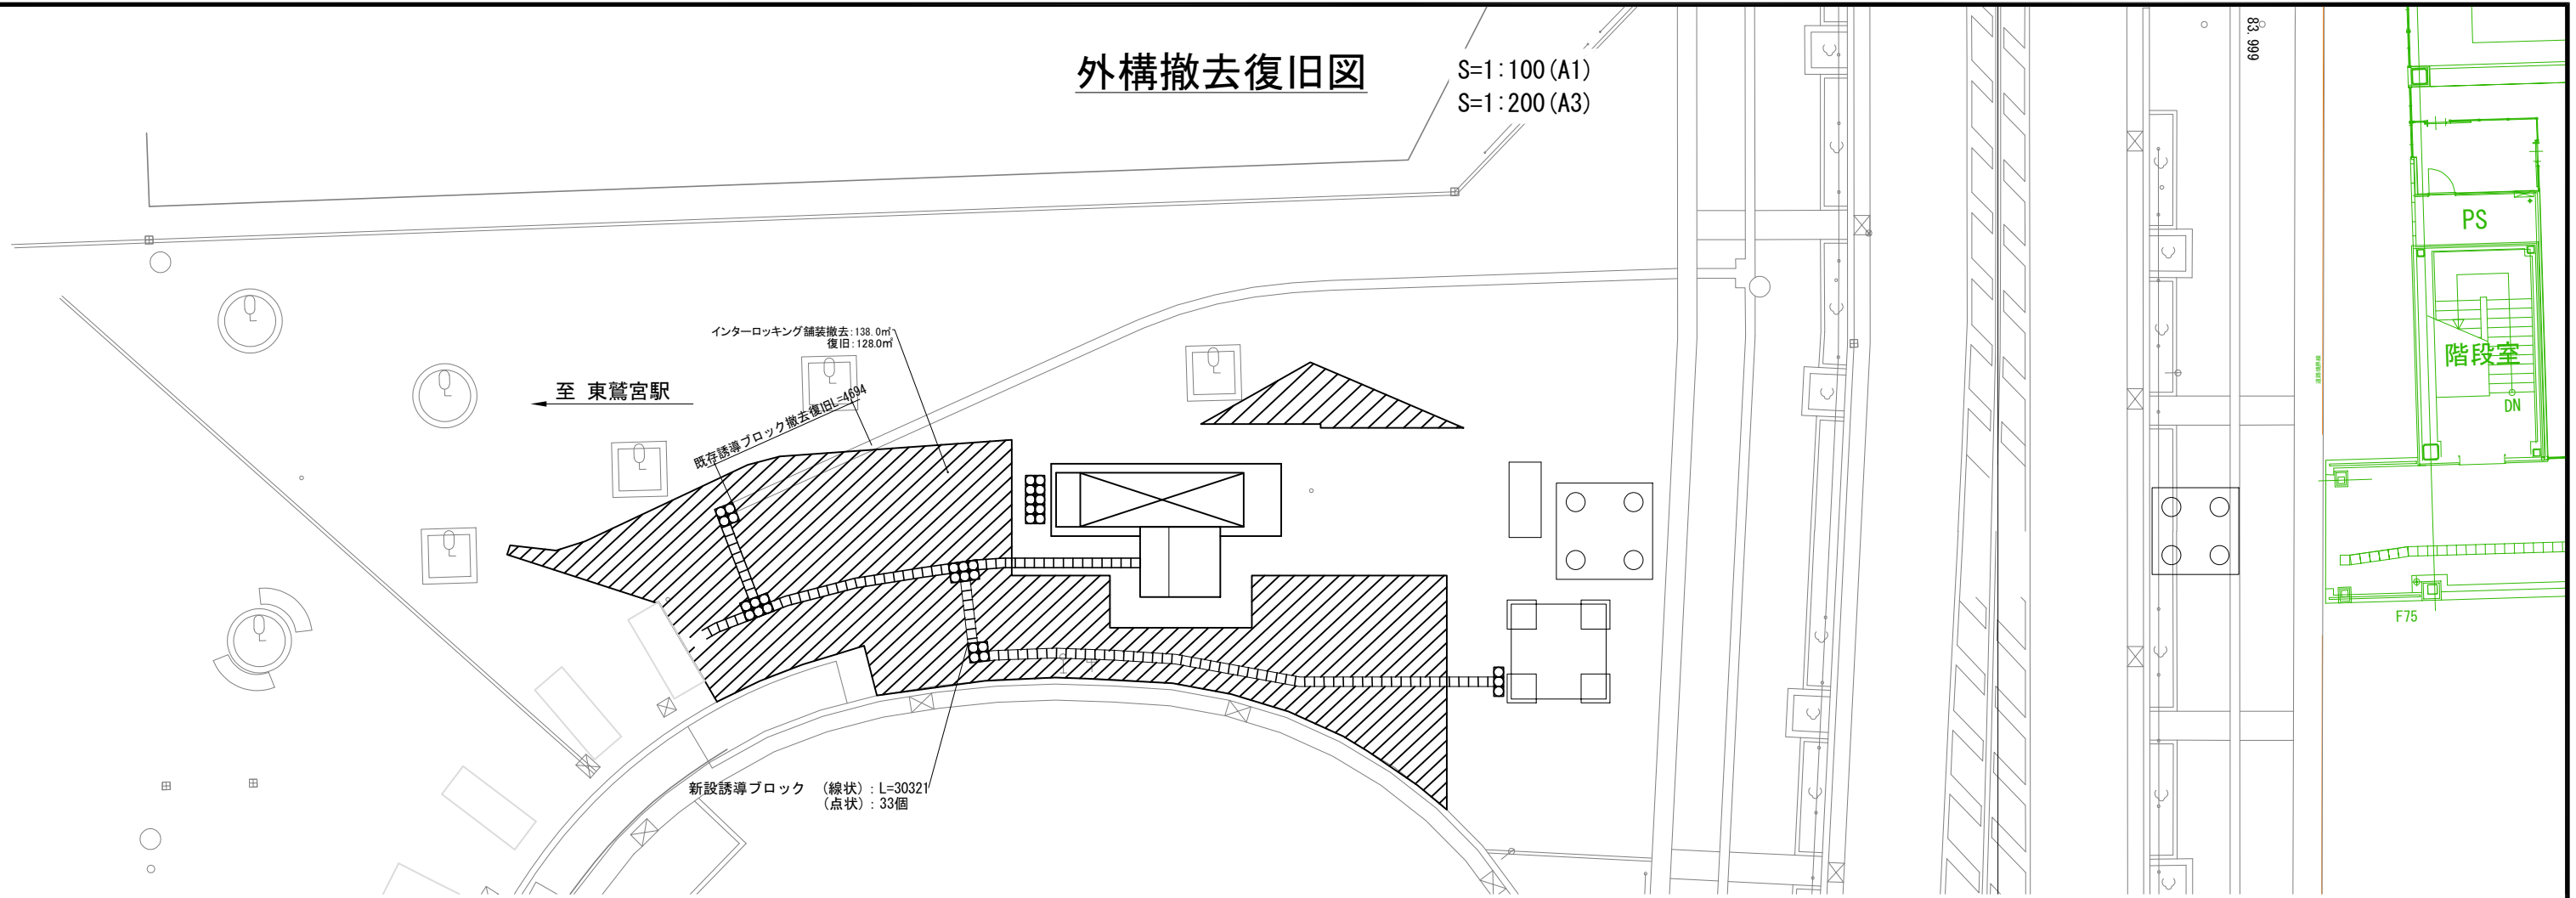 外構撤去復旧図
S=1:100(A1)
S=1:200(A3)
83.999
PS
階段室
DN
F75
インターロッキング舗装撤去:138.0㎡
復旧:128.0㎡
至 東鷲宮駅
既存誘導ブロック撤去復旧L=4694
新設誘導ブロック (線状):L=30321
(点状):33個